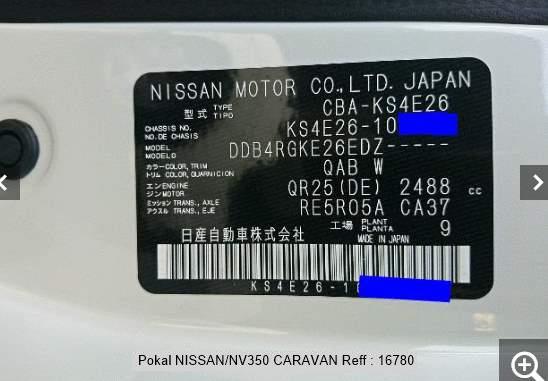 NISSAN MOTOR CO.,LTD. JAPAN
型式 TYPE TIPO CBA-KS4E26
CHASSIS NO. NO.DE CHASIS KS4E26-10
MODEL MODELO DDB4RGKE26EDZ-----
カラー COLOR, TRIM トリム COLOR, GUARNICION QAB W
エンジン ENGINE MOTOR QR25(DE) 2488 cc
ミッション TRANS., AXLE アクスル TRANS., EJE RE5R05A CA37
日産自動車株式会社 工場 PLANT PLANTA 9
MADE IN JAPAN
KS4E26-10
Pokal NISSAN/NV350 CARAVAN Reff : 16780